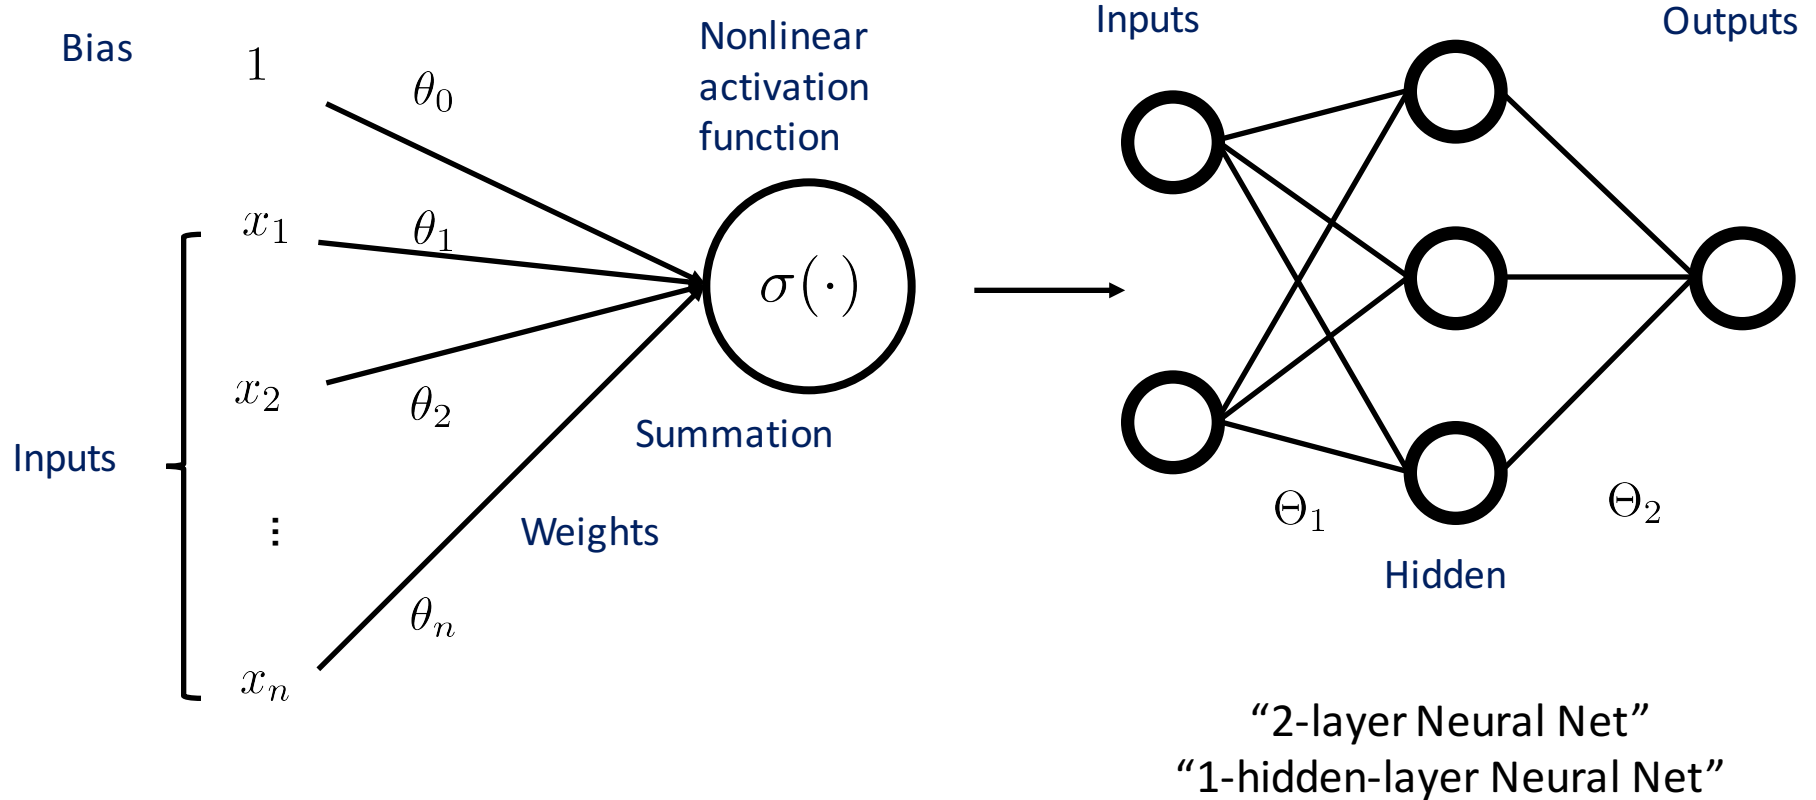 Bias
1
θ₀
Nonlinear
activation
function
x₁
θ₁
σ(·)
x₂
θ₂
Summation
Inputs
⋮
Weights
θₙ
xₙ
Inputs
Outputs
Θ₁
Θ₂
Hidden
“2-layer Neural Net”
“1-hidden-layer Neural Net”